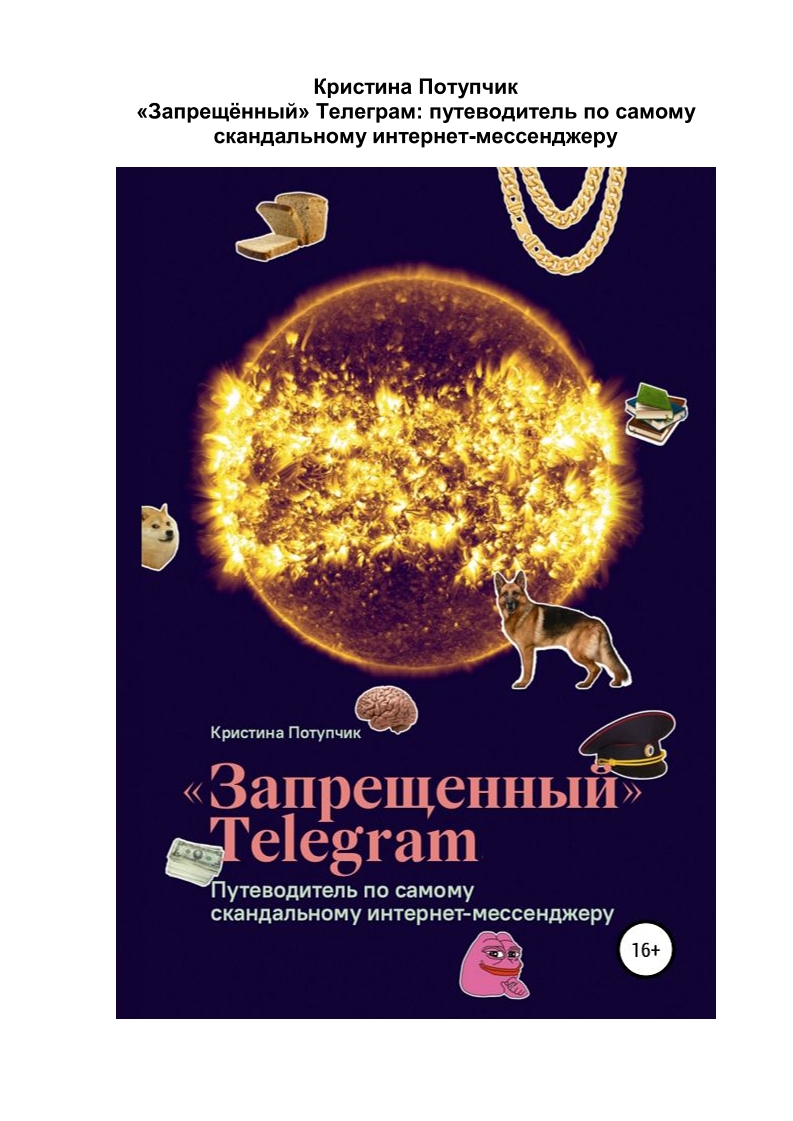 Кристина Потупчик
«Запрещённый» Телеграм: путеводитель по самому
скандальному интернет-мессенджеру
Кристина Потупчик
«Запрещенный»
Telegram
Путеводитель по самому
скандальному интернет-мессенджеру
16+